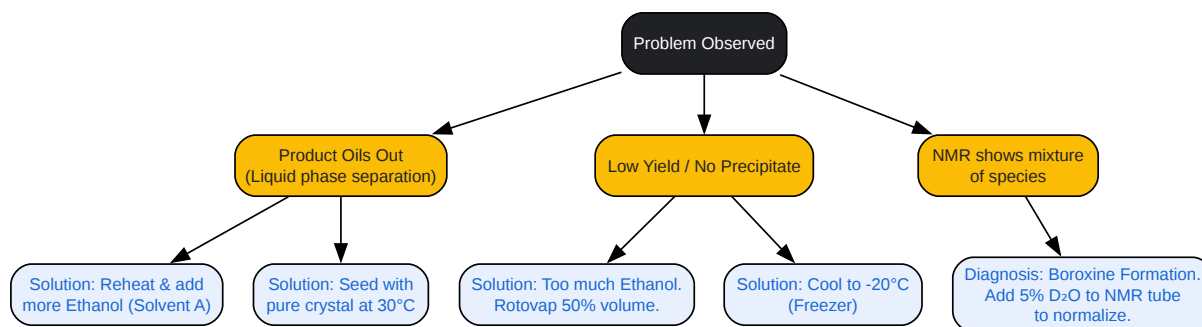 Problem Observed
Product Oils Out
(Liquid phase separation)
Low Yield / No Precipitate
NMR shows mixture
of species
Solution: Reheat & add
more Ethanol (Solvent A)
Solution: Seed with
pure crystal at 30°C
Solution: Too much Ethanol.
Rotovap 50% volume.
Solution: Cool to -20°C
(Freezer)
Diagnosis: Boroxine Formation.
Add 5% D₂O to NMR tube
to normalize.